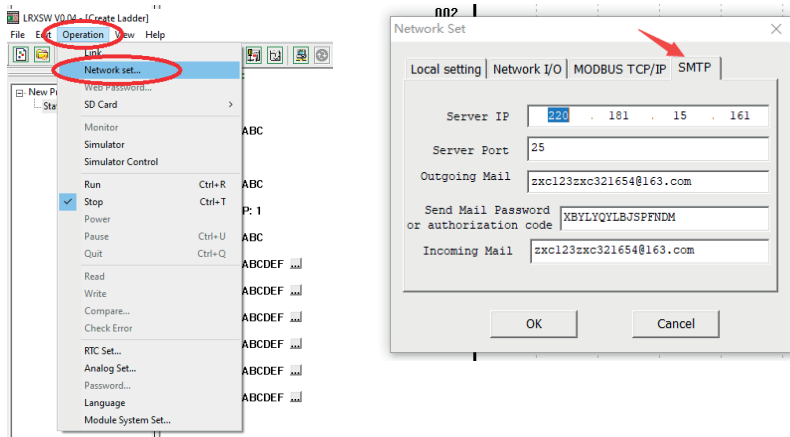 LRXSW V0.04 - [Create Ladder]
File Edit Operation View Help
Link...
Network set...
Web Password...
SD Card >
Monitor
Simulator
Simulator Control
Run Ctrl+R
Stop Ctrl+T
Power
Pause Ctrl+U
Quit Ctrl+Q
Read
Write
Compare...
Check Error
RTC Set...
Analog Set...
Password...
Language
Module System Set...
New P
Sta
ABC
ABC
P: 1
ABC
ABCDEF ...
ABCDEF ...
ABCDEF ...
ABCDEF ...
ABCDEF ...
ABCDEF ...
002
Network Set
Local setting Network I/O MODBUS TCP/IP SMTP
Server IP 220 . 181 . 15 . 161
Server Port 25
Outgoing Mail zxc123zxc321654@163.com
Send Mail Password
or authorization code XBYLYQYLBJSPFNDM
Incoming Mail zxc123zxc321654@163.com
OK Cancel